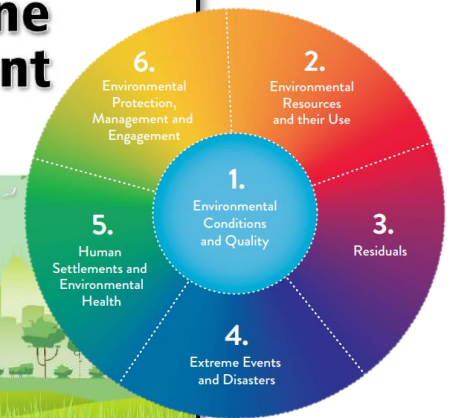 ne
nt
1.
Environmental
Conditions
and Quality
2.
Environmental
Resources
and their Use
3.
Residuals
4.
Extreme Events
and Disasters
5.
Human
Settlements and
Environmental
Health
6.
Environmental
Protection,
Management and
Engagement